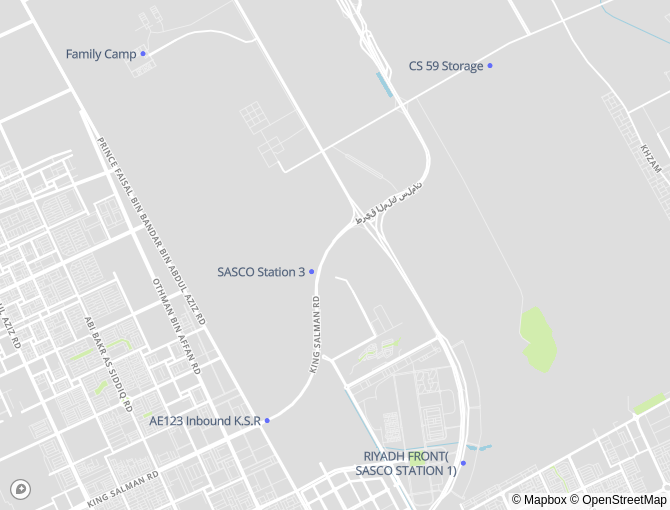 Family Camp
CS 59 Storage
KHZAM
PRINCE FAISAL BIN BANDAR BIN ABDUL AZIZ RD
طريق الملك سلمان
SASCO Station 3
OTHMAN BIN AFFAN RD
UL AZIZ RD
ABI BAKR AS SIDDIQ RD
KING SALMAN RD
AE123 Inbound K.S.R
RIYADH FRONT(
SASCO STATION 1)
KING SALMAN RD
© Mapbox © OpenStreetMap